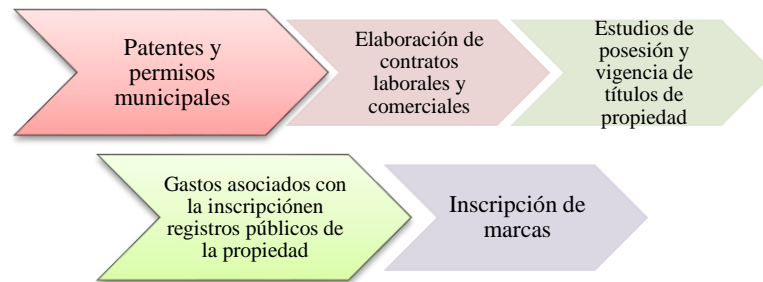 Patentes y
permisos
municipales
Elaboración de
contratos
laborales y
comerciales
Estudios de
posesión y
vigencia de
títulos de
propiedad
Gastos asociados con
la inscripciónen
registros públicos de
la propiedad
Inscripción de
marcas